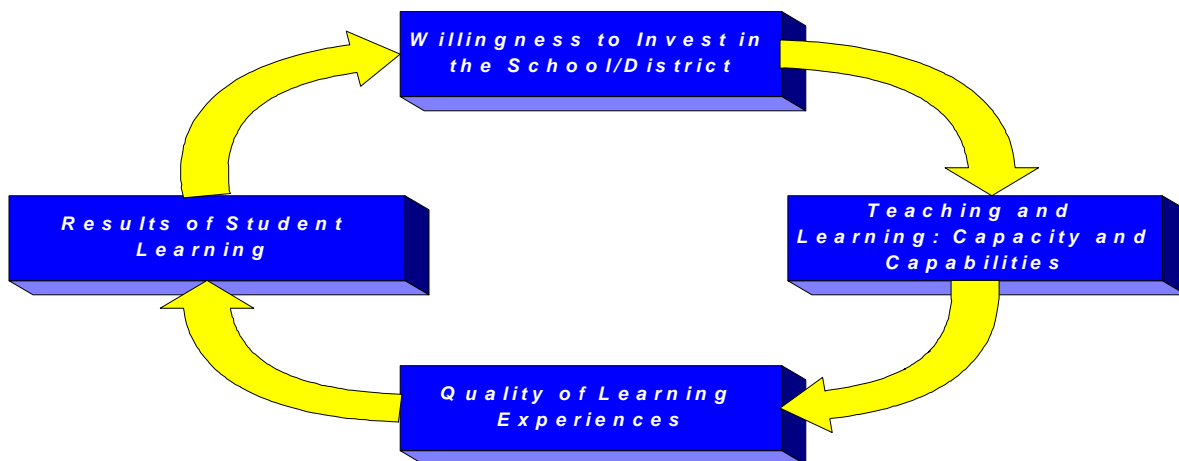 Willingness to Invest in
the School/District
Results of Student
Learning
Teaching and
Learning: Capacity and
Capabilities
Quality of Learning
Experiences